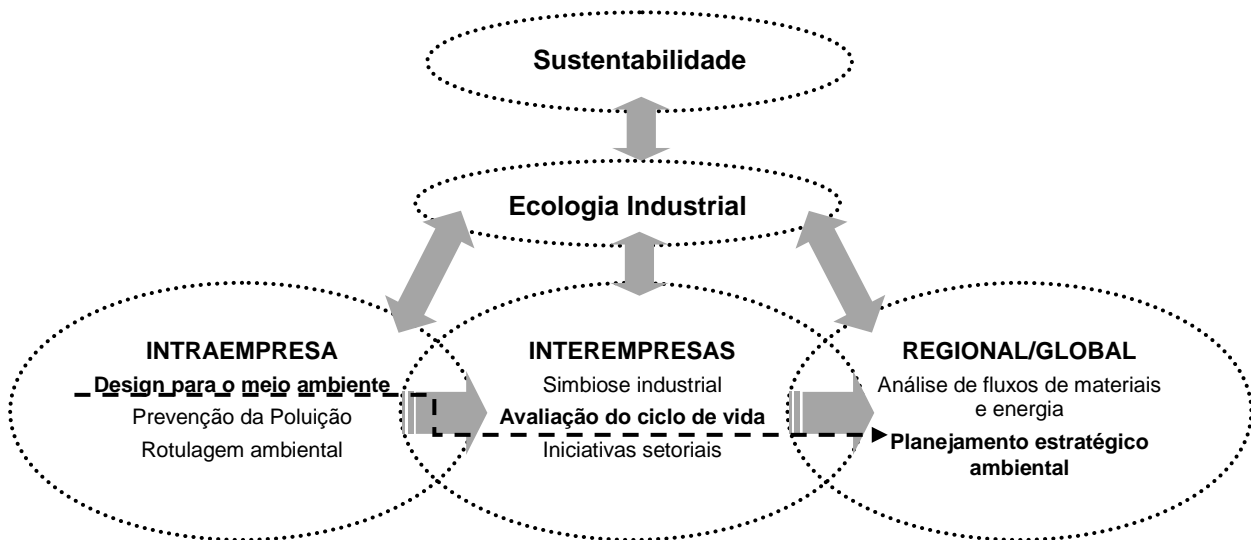 Sustentabilidade
Ecologia Industrial
INTRAEMPRESA
Design para o meio ambiente
Prevenção da Poluição
Rotulagem ambiental
INTEREMPRESAS
Simbiose industrial
Avaliação do ciclo de vida
Iniciativas setoriais
REGIONAL/GLOBAL
Análise de fluxos de materiais
e energia
Planejamento estratégico
ambiental